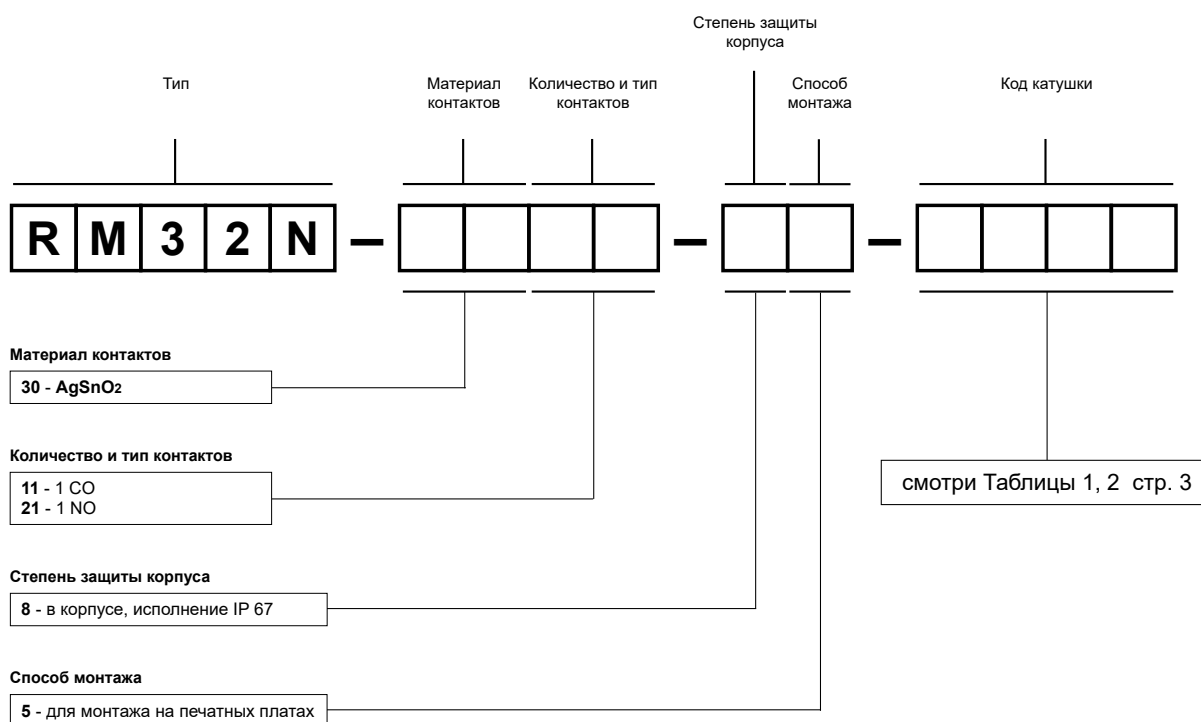 Степень защиты
корпуса
Тип
Материал
контактов
Количество и тип
контактов
Способ
монтажа
Код катушки
RM32N – –  –
Материал контактов
30 - AgSnO2
Количество и тип контактов
11 - 1 CO
21 - 1 NO
смотри Таблицы 1, 2 стр. 3
Степень защиты корпуса
8 - в корпусе, исполнение IP 67
Способ монтажа
5 - для монтажа на печатных платах